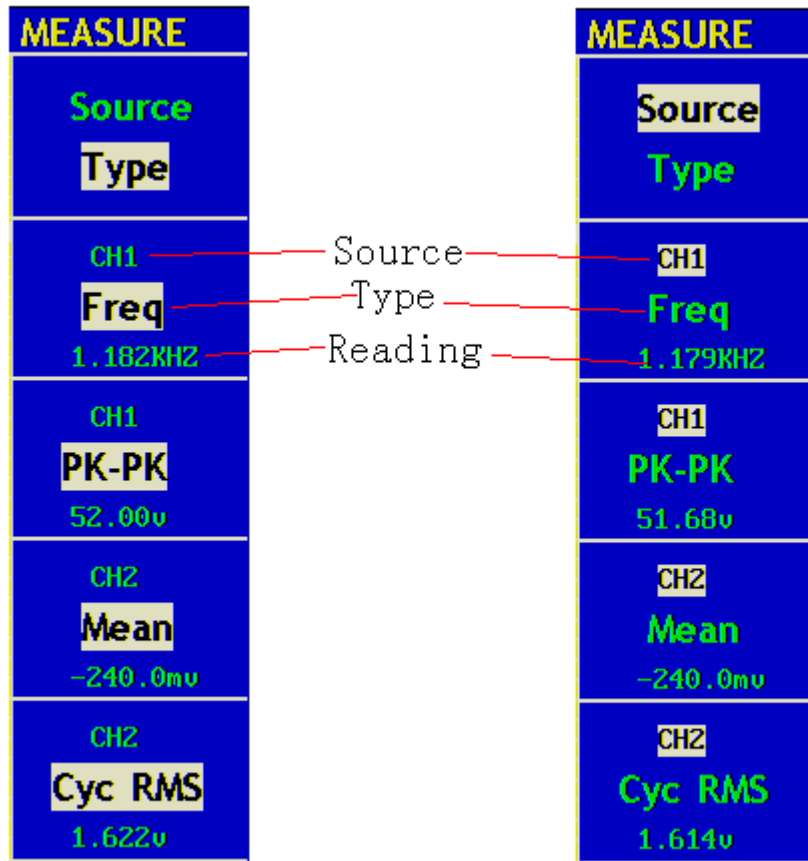 MEASURE
Source
Type
CH1
Freq
1.182KHZ
CH1
PK-PK
52.00v
CH2
Mean
-240.0mv
CH2
Cyc RMS
1.622v
Source
Type
Reading
MEASURE
Source
Type
CH1
Freq
1.179KHZ
CH1
PK-PK
51.68v
CH2
Mean
-240.0mv
CH2
Cyc RMS
1.614v